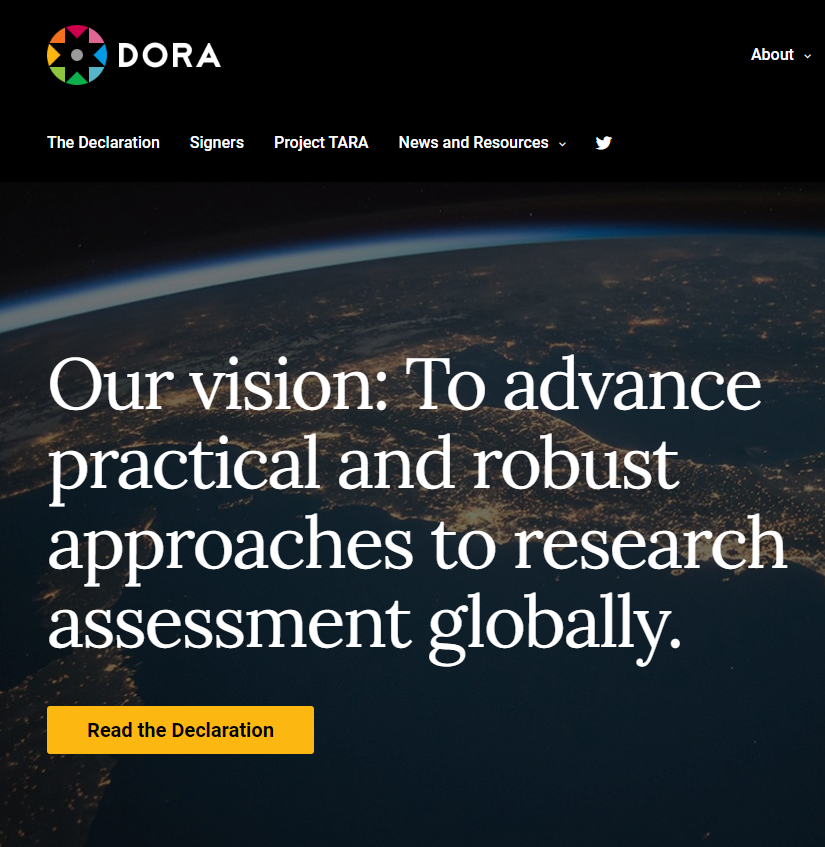 DORA
About
The Declaration Signers Project TARA News and Resources
Our vision: To advance
practical and robust
approaches to research
assessment globally.
Read the Declaration